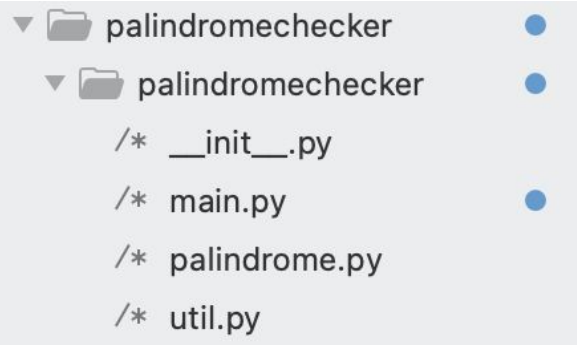 palindromechecker
palindromechecker
/* __init__.py
/* main.py
/* palindrome.py
/* util.py